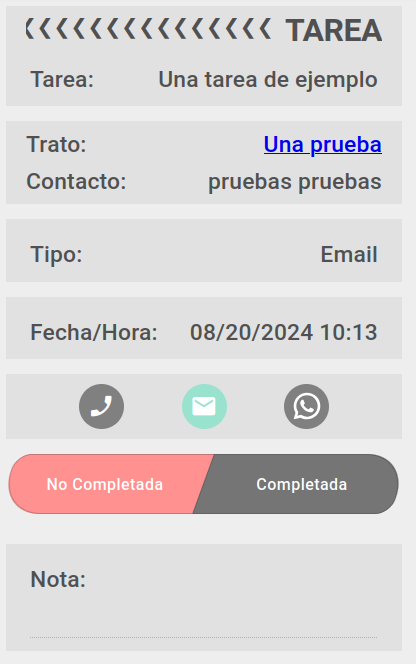 ❮❮❮❮❮❮❮❮❮❮❮❮❮❮❮ TAREA
Tarea: Una tarea de ejemplo
Trato: Una prueba
Contacto: pruebas pruebas
Tipo: Email
Fecha/Hora: 08/20/2024 10:13
No Completada Completada
Nota: